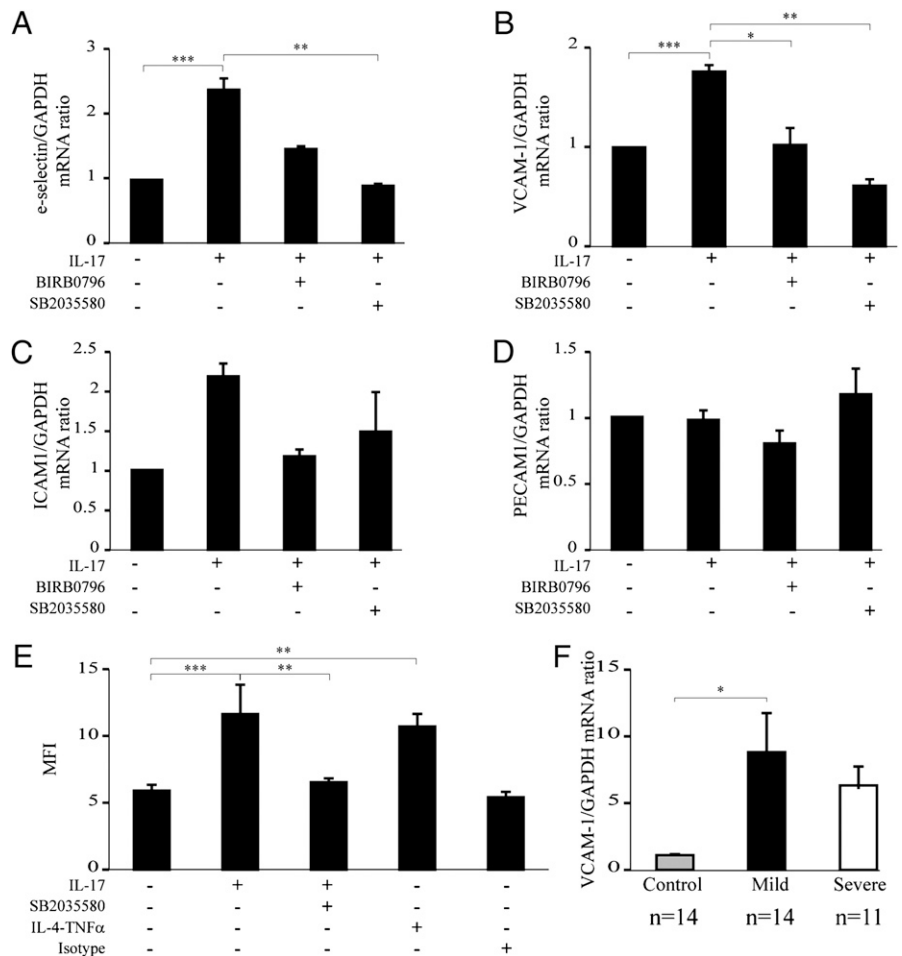 A
e-selectin/GAPDH
mRNA ratio
3
2
1
0
***
**
IL-17 - + + +
BIRB0796 - - + -
SB2035580 - - - +
B
VCAM-1/GAPDH
mRNA ratio
2
1
0
***
*
**
IL-17 - + + +
BIRB0796 - - + -
SB2035580 - - - +
C
ICAM1/GAPDH
mRNA ratio
2.5
2
1.5
1
0.5
0
IL-17 - + + +
BIRB0796 - - + -
SB2035580 - - - +
D
PECAM1/GAPDH
mRNA ratio
1.5
1
0.5
0
IL-17 - + + +
BIRB0796 - - + -
SB2035580 - - - +
E
MFI
15
10
5
0
**
***
**
IL-17 - + + - -
SB2035580 - - + - -
IL-4-TNFα - - - + -
Isotype - - - - +
F
VCAM-1/GAPDH mRNA ratio
15
10
5
0
*
Control Mild Severe
n=14 n=14 n=11